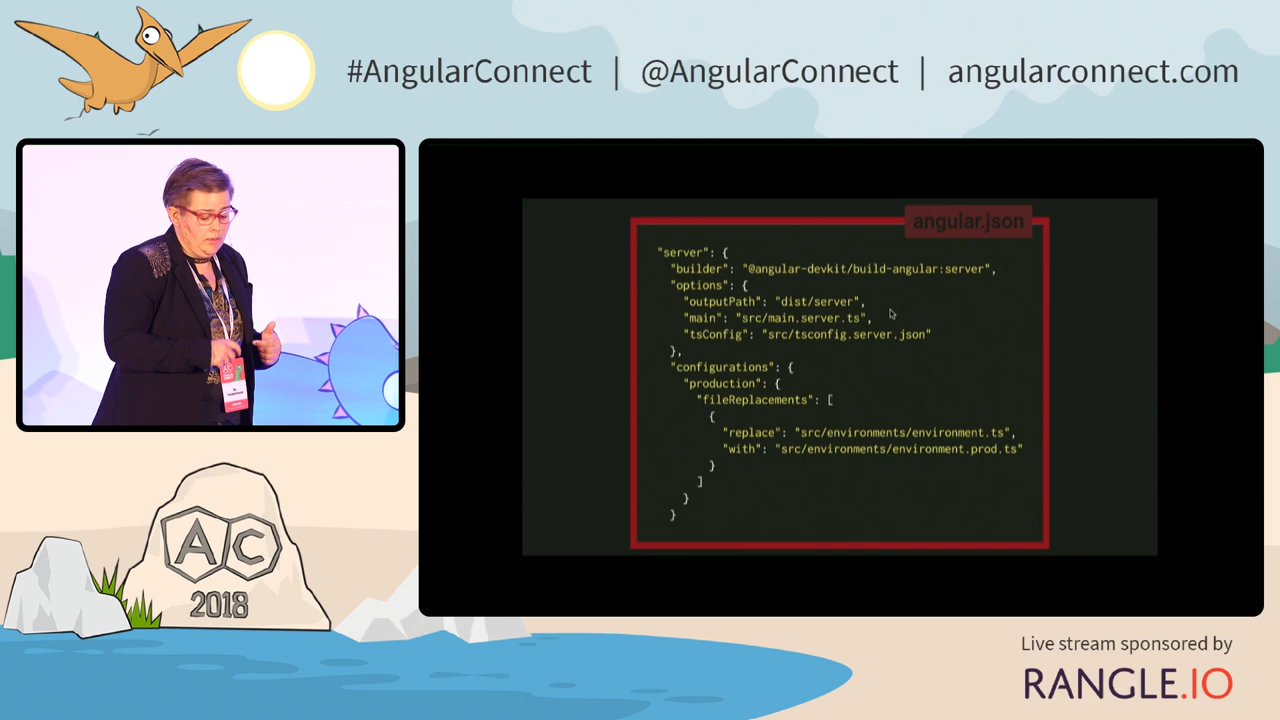 #AngularConnect | @AngularConnect | angularconnect.com
angular.json
"server": {
"builder": "@angular-devkit/build-angular:server",
"options": {
"outputPath": "dist/server",
"main": "src/main.server.ts",
"tsConfig": "src/tsconfig.server.json"
},
"configurations": {
"production": {
"fileReplacements": [
{
"replace": "src/environments/environment.ts",
"with": "src/environments/environment.prod.ts"
}
]
}
}
AC
AC
2018
Live stream sponsored by
RANGLE.IO